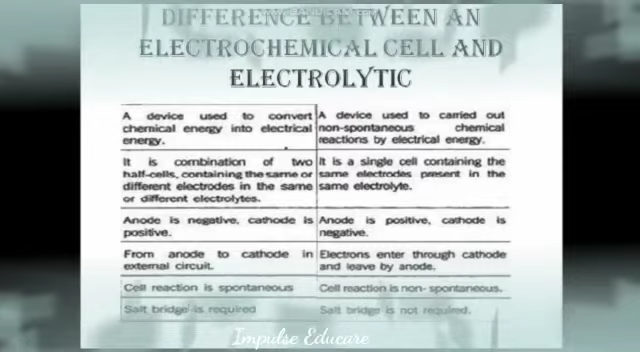 DIFFERENCE BETWEEN AN
ELECTROCHEMICAL CELL AND
ELECTROLYTIC
A device used to convert
chemical energy into electrical
energy.
A device used to carried out
non-spontaneous chemical
reactions by electrical energy.
It is combination of two
half-cells, containing the same or
different electrodes in the same
or different electrolytes.
It is a single cell containing the
same electrodes present in the
same electrolyte.
Anode is negative, cathode is
positive.
Anode is positive, cathode is
negative.
From anode to cathode in
external circuit.
Electrons enter through cathode
and leave by anode.
Cell reaction is spontaneous
Cell reaction is non- spontaneous.
Salt bridge is required
Salt bridge is not required.
Impulse Educare